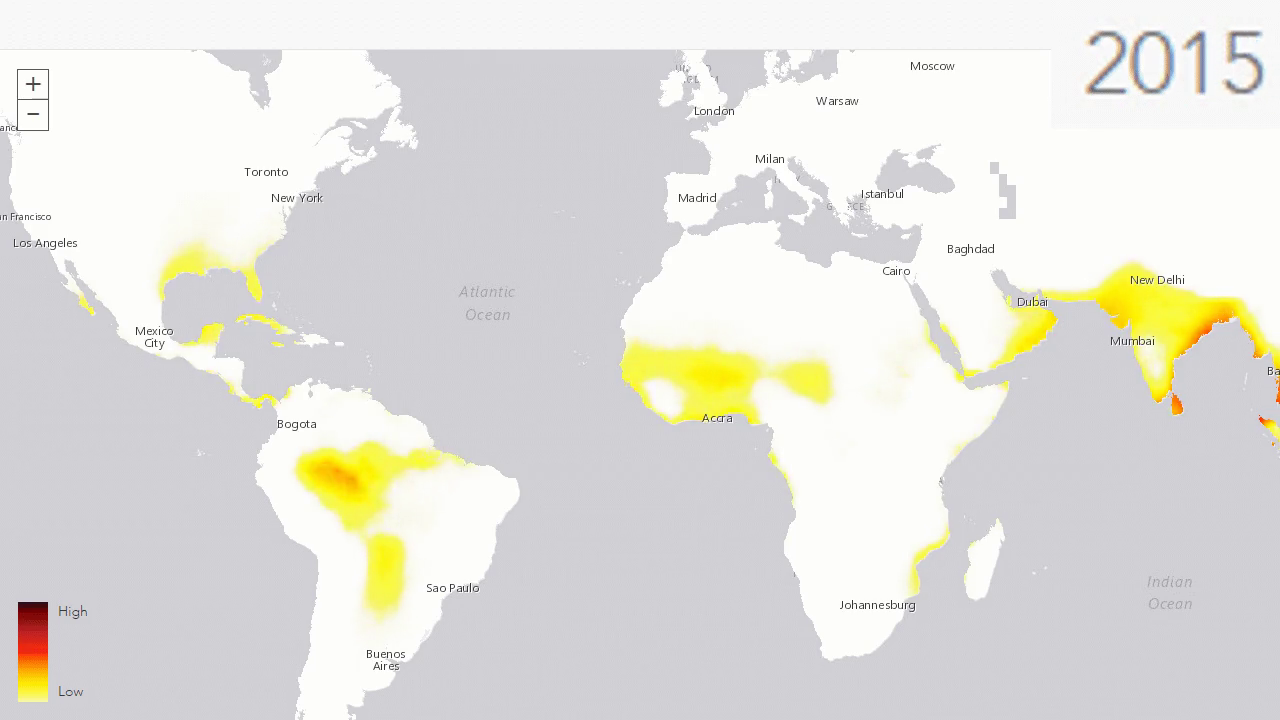 2015
+
−
Moscow
Warsaw
London
Toronto
Milan
New York
Madrid
Istanbul
n Francisco
Los Angeles
Baghdad
Cairo
New Delhi
Atlantic
Ocean
Dubai
Mexico
City
Mumbai
Ba
Accra
Bogota
Sao Paulo
Indian
Ocean
Johannesburg
High
Low
Buenos
Aires